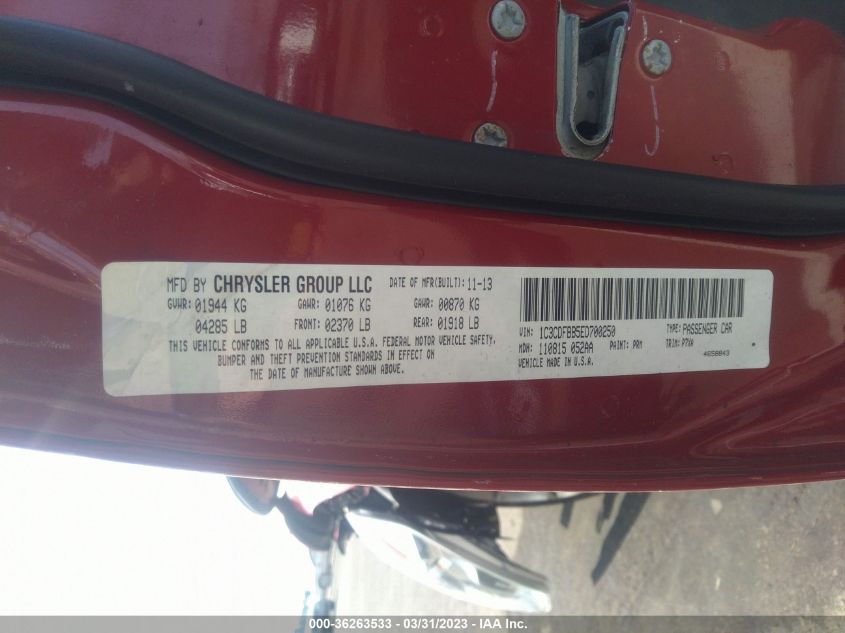 MFD BY CHRYSLER GROUP LLC DATE OF MFR(BUILT): 11-13
GVWR: 01944 KG GAWR: 01076 KG GAWR: 00870 KG
04285 LB FRONT: 02370 LB REAR: 01918 LB
THIS VEHICLE CONFORMS TO ALL APPLICABLE U.S.A. FEDERAL MOTOR VEHICLE SAFETY,
BUMPER AND THEFT PREVENTION STANDARDS IN EFFECT ON
THE DATE OF MANUFACTURE SHOWN ABOVE.
VIN: 1C3CDFBB5ED700250 TYPE: PASSENGER CAR
MDH: 110815 052AA PAINT: PRM TRIM: P7X9
VEHICLE MADE IN U.S.A. 4658843
000-36263533 - 03/31/2023 - IAA Inc.